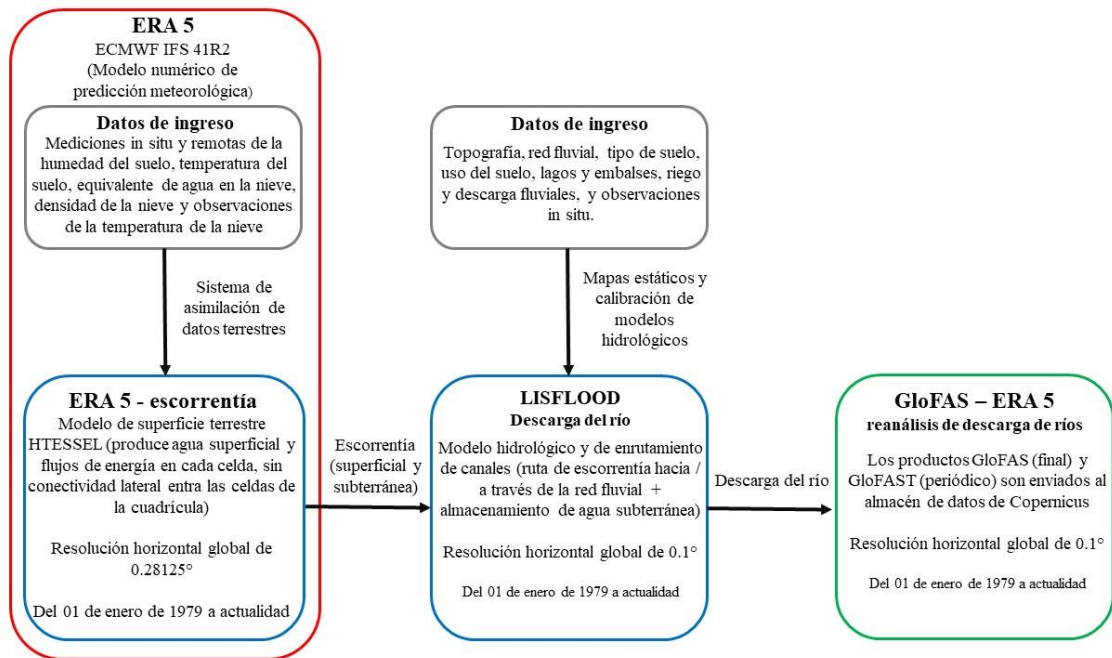 ERA 5
ECMWF IFS 41R2
(Modelo numérico de
predicción meteorológica)
Datos de ingreso
Mediciones in situ y remotas de la
humedad del suelo, temperatura del
suelo, equivalente de agua en la nieve,
densidad de la nieve y observaciones
de la temperatura de la nieve
Sistema de
asimilación de
datos terrestres
ERA 5 - escorrentía
Modelo de superficie terrestre
HTESSEL (produce agua superficial y
flujos de energía en cada celda, sin
conectividad lateral entra las celdas de
la cuadrícula)
Resolución horizontal global de
0.28125°
Del 01 de enero de 1979 a actualidad
Escorrentía
(superficial y
subterránea)
Datos de ingreso
Topografía, red fluvial, tipo de suelo,
uso del suelo, lagos y embalses, riego
y descarga fluviales, y observaciones
in situ.
Mapas estáticos y
calibración de
modelos
hidrológicos
LISFLOOD
Descarga del río
Modelo hidrológico y de enrutamiento
de canales (ruta de escorrentía hacia /
a través de la red fluvial +
almacenamiento de agua subterránea)
Resolución horizontal global de 0.1°
Del 01 de enero de 1979 a actualidad
Descarga del río
GloFAS – ERA 5
reanálisis de descarga de ríos
Los productos GloFAS (final) y
GloFAST (periódico) son enviados al
almacén de datos de Copernicus
Resolución horizontal global de 0.1°
Del 01 de enero de 1979 a actualidad